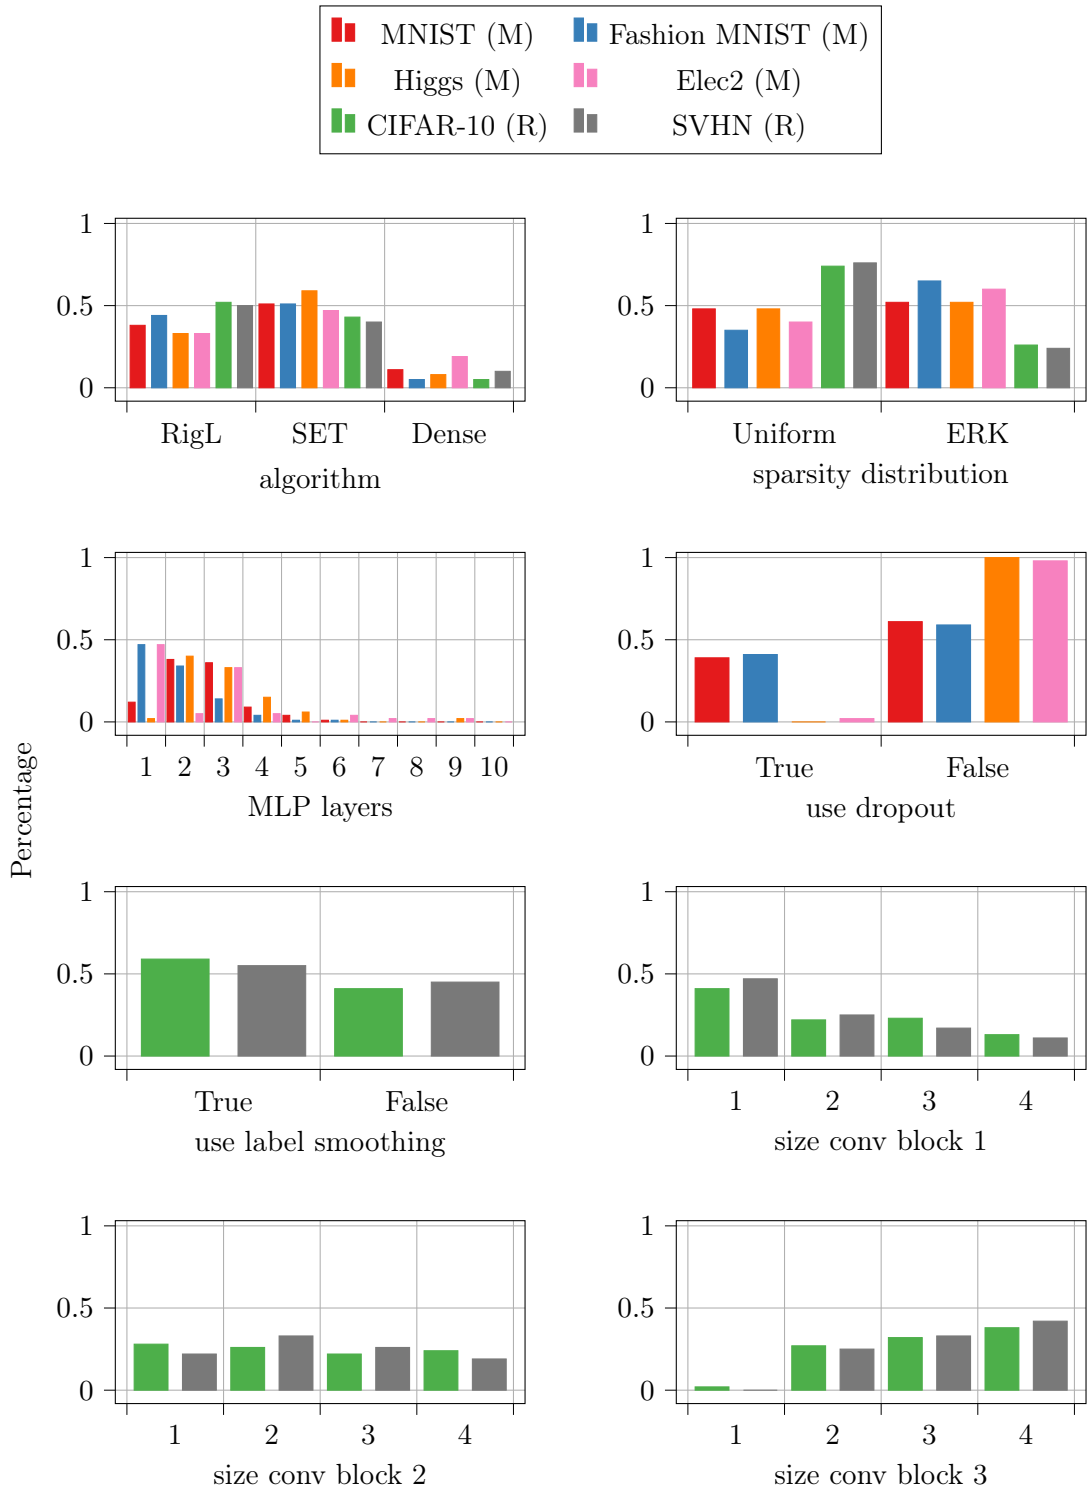 MNIST (M) Fashion MNIST (M)
Higgs (M) Elec2 (M)
CIFAR-10 (R) SVHN (R)
Percentage
1
0.5
0
RigL SET Dense
algorithm
1
0.5
0
Uniform ERK
sparsity distribution
1
0.5
0
1 2 3 4 5 6 7 8 9 10
MLP layers
1
0.5
0
True False
use dropout
1
0.5
0
True False
use label smoothing
1
0.5
0
1 2 3 4
size conv block 1
1
0.5
0
1 2 3 4
size conv block 2
1
0.5
0
1 2 3 4
size conv block 3